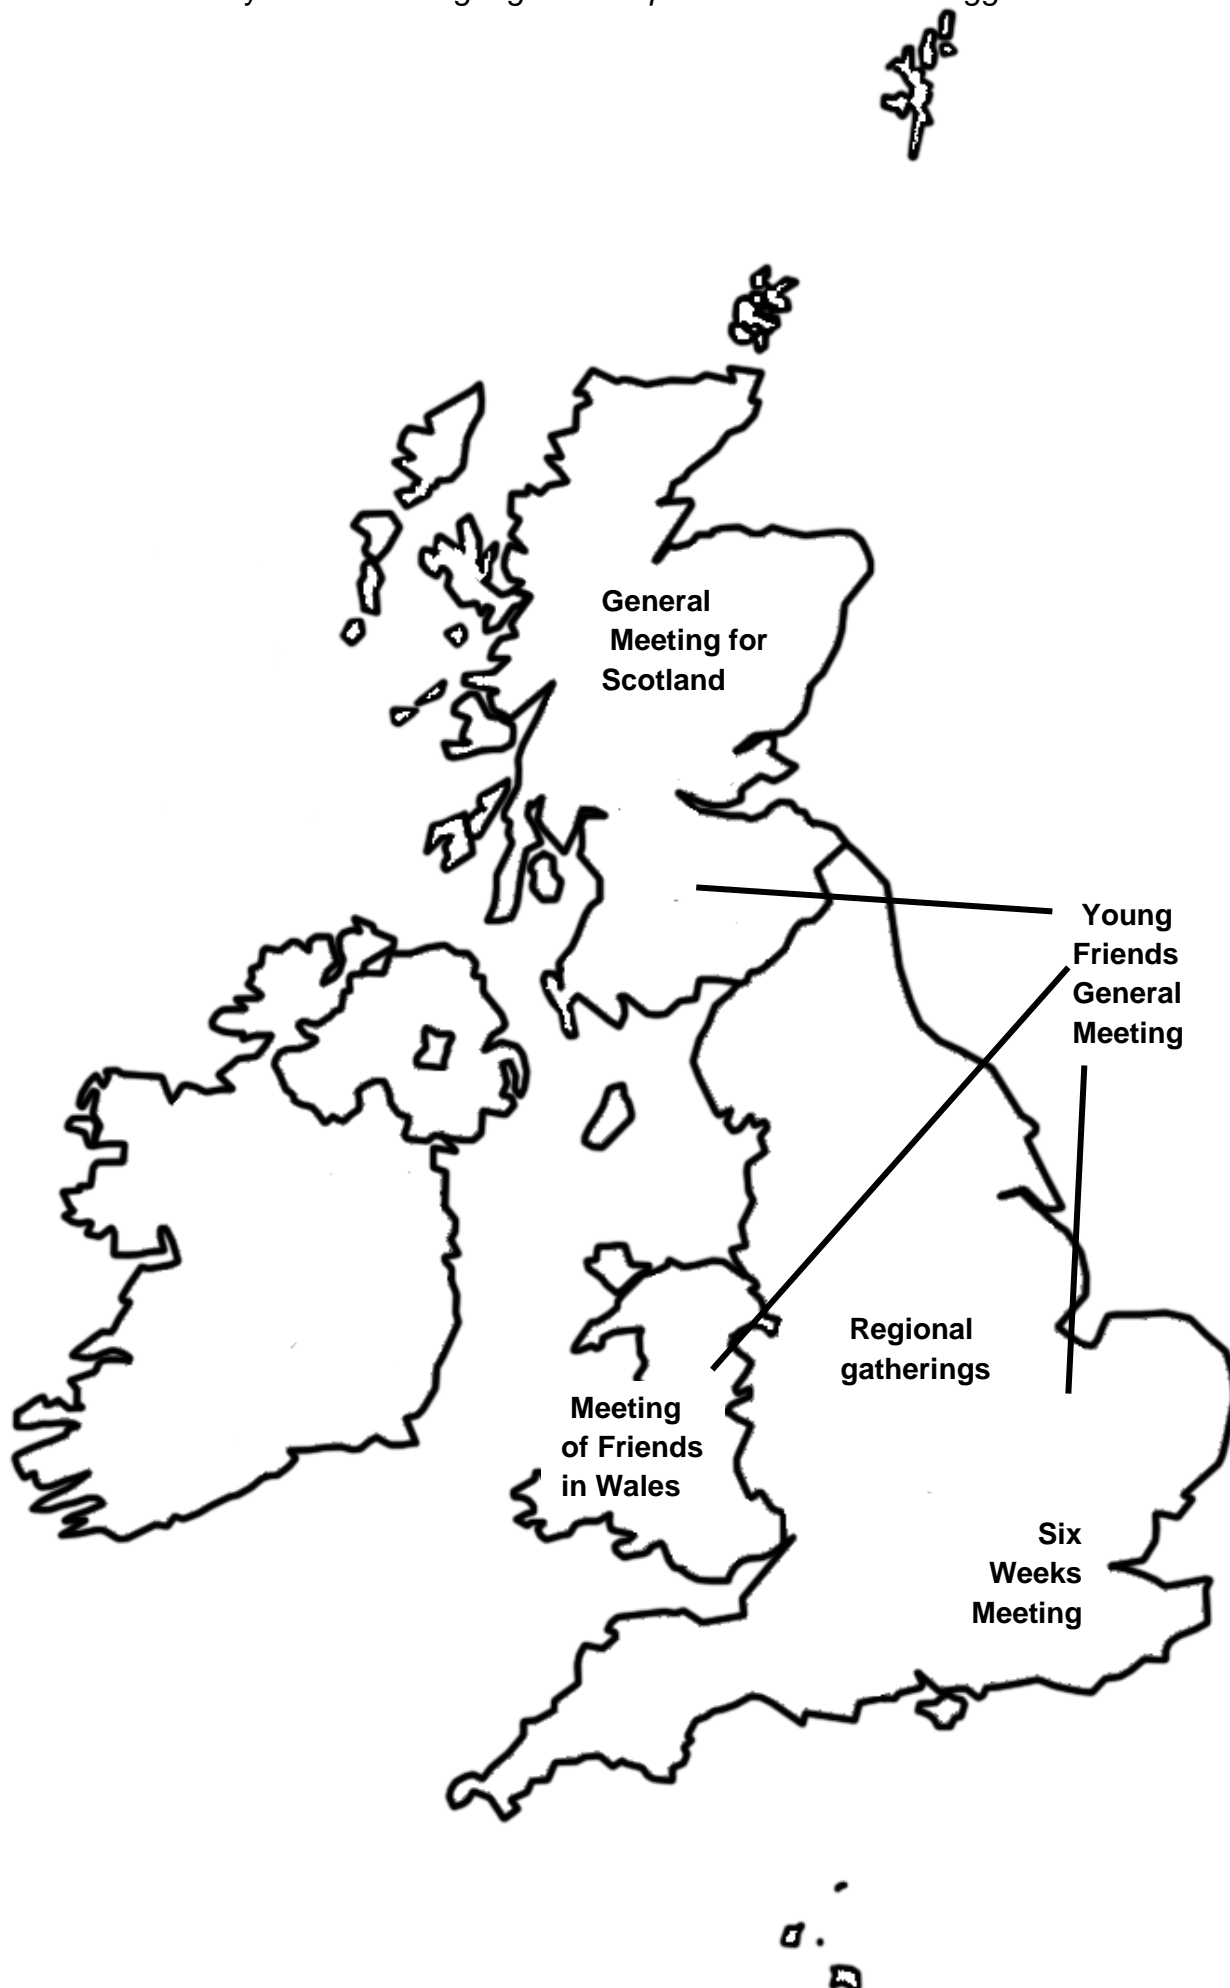 General
Meeting for
Scotland
Young
Friends
General
Meeting
Regional
gatherings
Meeting
of Friends
in Wales
Six
Weeks
Meeting